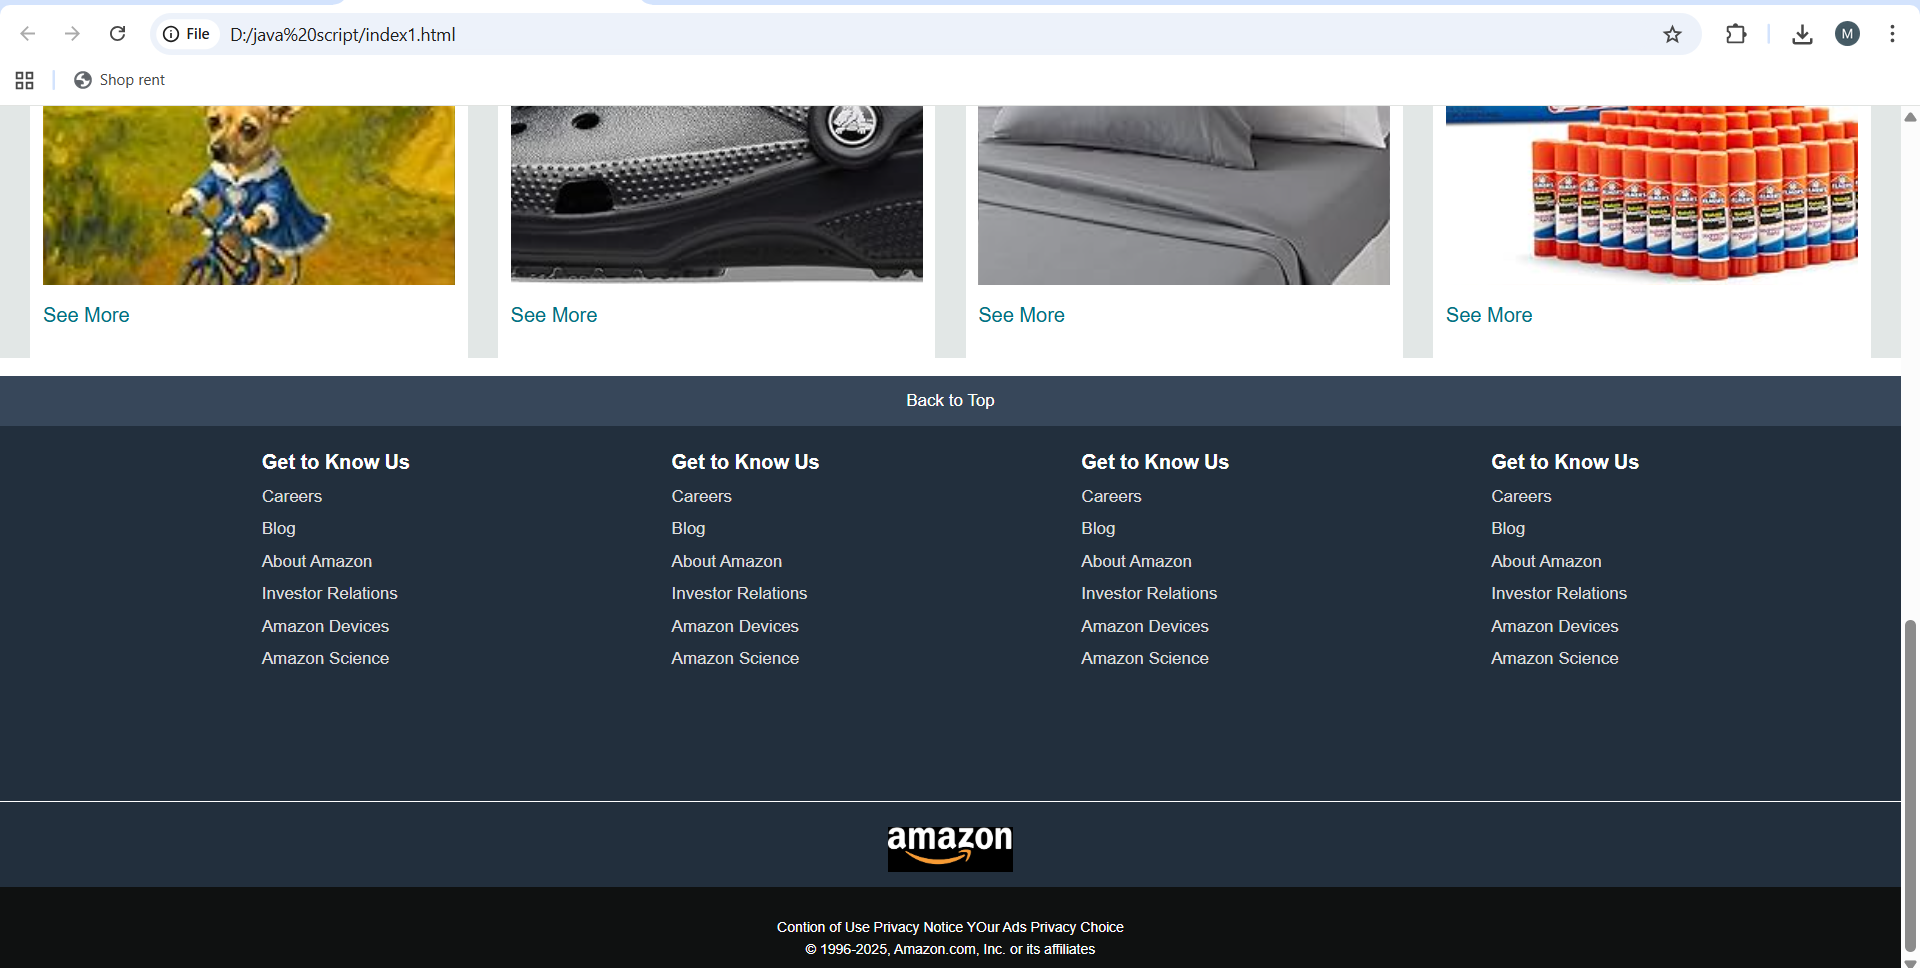 File D:/java%20script/index1.html M
Shop rent
See More See More See More See More
Back to Top
Get to Know Us Get to Know Us Get to Know Us Get to Know Us
Careers Careers Careers Careers
Blog Blog Blog Blog
About Amazon About Amazon About Amazon About Amazon
Investor Relations Investor Relations Investor Relations Investor Relations
Amazon Devices Amazon Devices Amazon Devices Amazon Devices
Amazon Science Amazon Science Amazon Science Amazon Science
amazon
Contion of Use Privacy Notice YOur Ads Privacy Choice
© 1996-2025, Amazon.com, Inc. or its affiliates